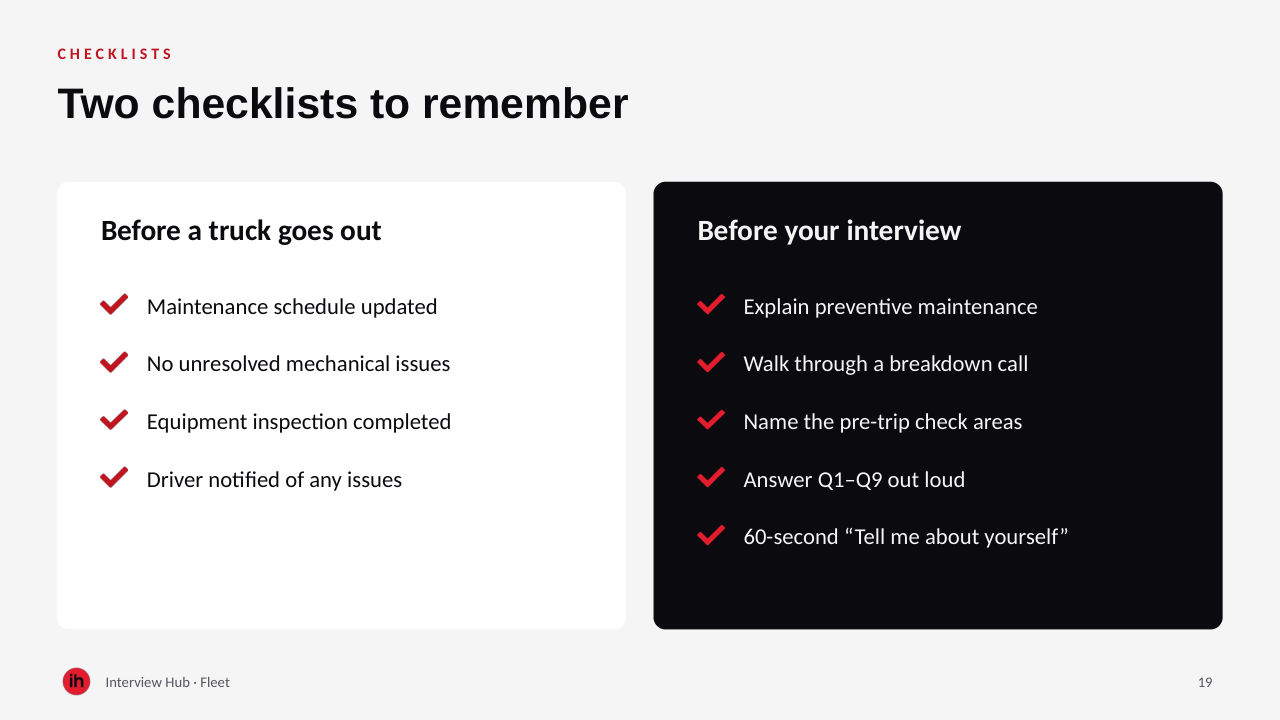 CHECKLISTS
Two checklists to remember
Before a truck goes out
Maintenance schedule updated
No unresolved mechanical issues
Equipment inspection completed
Driver notified of any issues
Before your interview
Explain preventive maintenance
Walk through a breakdown call
Name the pre-trip check areas
Answer Q1–Q9 out loud
60-second “Tell me about yourself”
ih
Interview Hub · Fleet
19